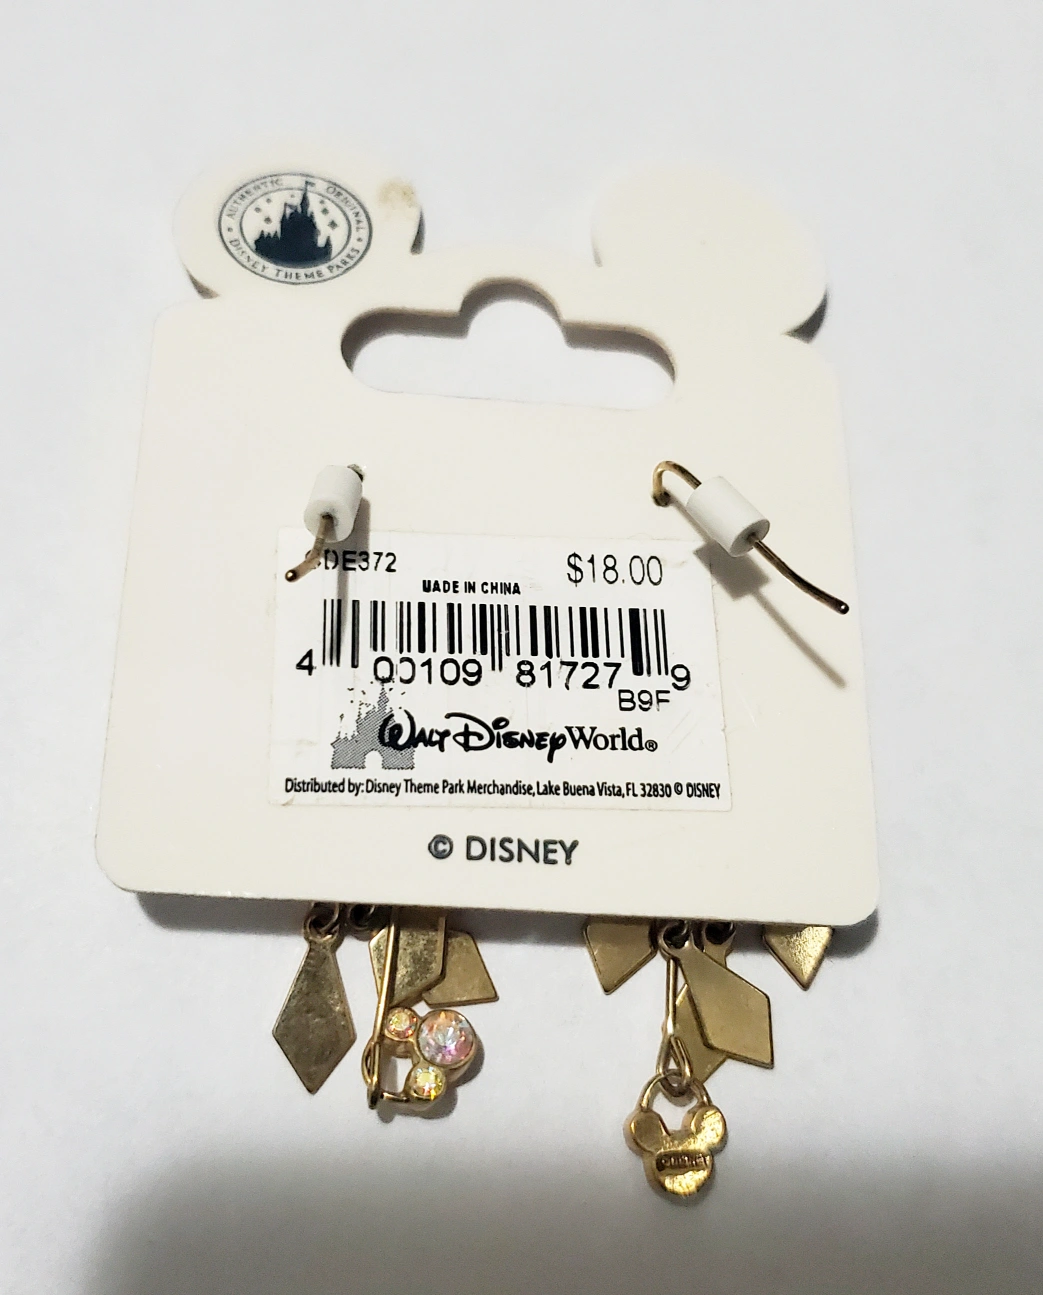 AUTHENTIC ORIGINAL
DISNEY THEME PARKS
DE372 $18.00
MADE IN CHINA
4 00109 81727 9
B9F
WALT DISNEY World®
Distributed by: Disney Theme Park Merchandise, Lake Buena Vista, FL 32830 © DISNEY
© DISNEY
©DISNEY